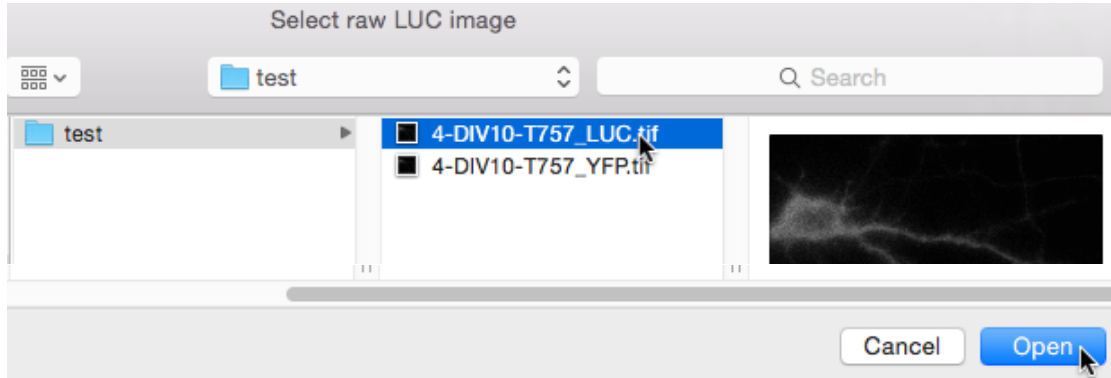 Select raw LUC image
test
Search
test
4-DIV10-T757_LUC.tif
4-DIV10-T757_YFP.tif
Cancel
Open